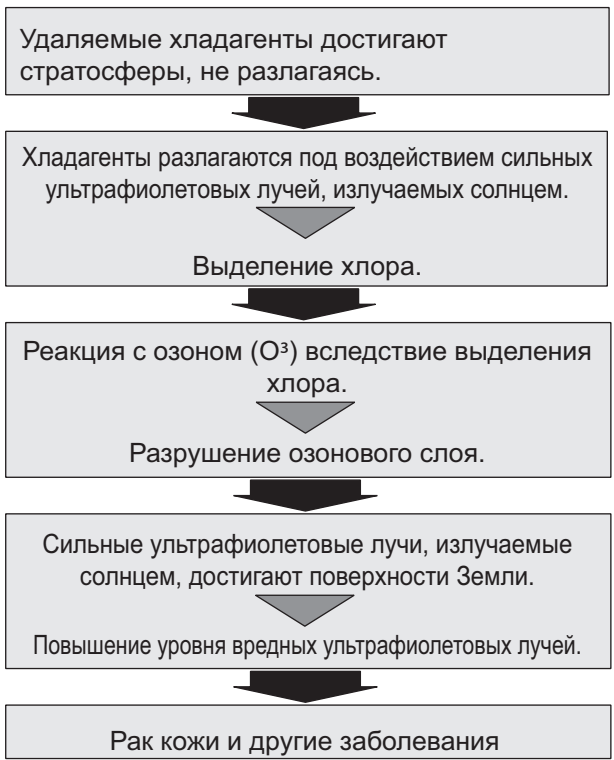 Удаляемые хладагенты достигают
стратосферы, не разлагаясь.
Хладагенты разлагаются под воздействием сильных
ультрафиолетовых лучей, излучаемых солнцем.
Выделение хлора.
Реакция с озоном (O³) вследствие выделения
хлора.
Разрушение озонового слоя.
Сильные ультрафиолетовые лучи, излучаемые
солнцем, достигают поверхности Земли.
Повышение уровня вредных ультрафиолетовых лучей.
Рак кожи и другие заболевания